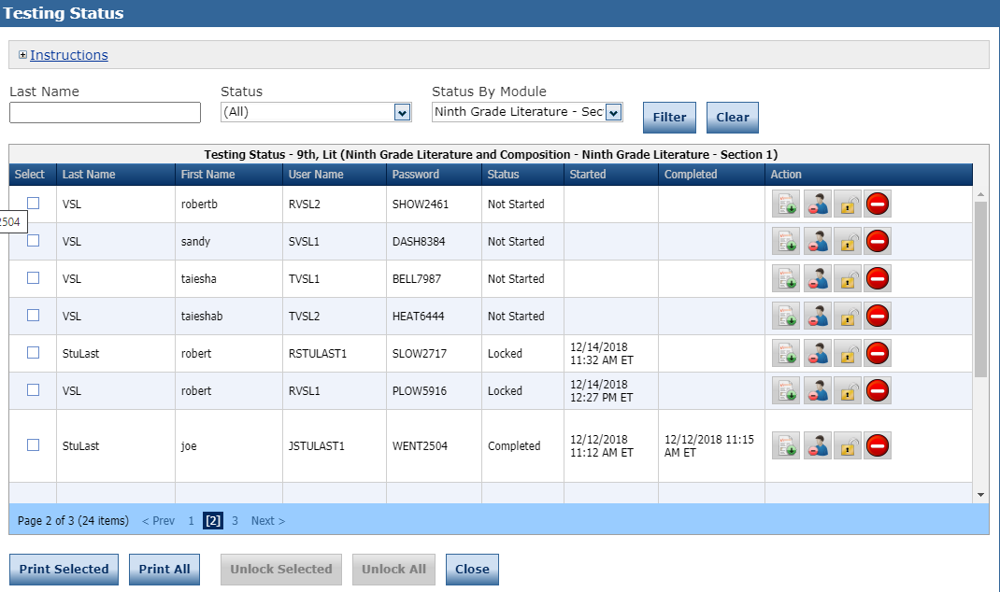 Testing Status
Instructions
Last Name Status Status By Module
(All) Ninth Grade Literature - Sec Filter Clear
Testing Status - 9th, Lit (Ninth Grade Literature and Composition - Ninth Grade Literature - Section 1)
Select Last Name First Name User Name Password Status Started Completed Action
VSL robertb RVSL2 SHOW2461 Not Started
2504
VSL sandy SVSL1 DASH8384 Not Started
VSL taiesha TVSL1 BELL7987 Not Started
VSL taieshab TVSL2 HEAT6444 Not Started
StuLast robert RSTULAST1 SLOW2717 Locked 12/14/2018
11:32 AM ET
VSL robert RVSL1 PLOW5916 Locked 12/14/2018
12:27 PM ET
StuLast joe JSTULAST1 WENT2504 Completed 12/12/2018 12/12/2018 11:15
11:12 AM ET AM ET
Page 2 of 3 (24 items) < Prev 1 [2] 3 Next >
Print Selected Print All Unlock Selected Unlock All Close